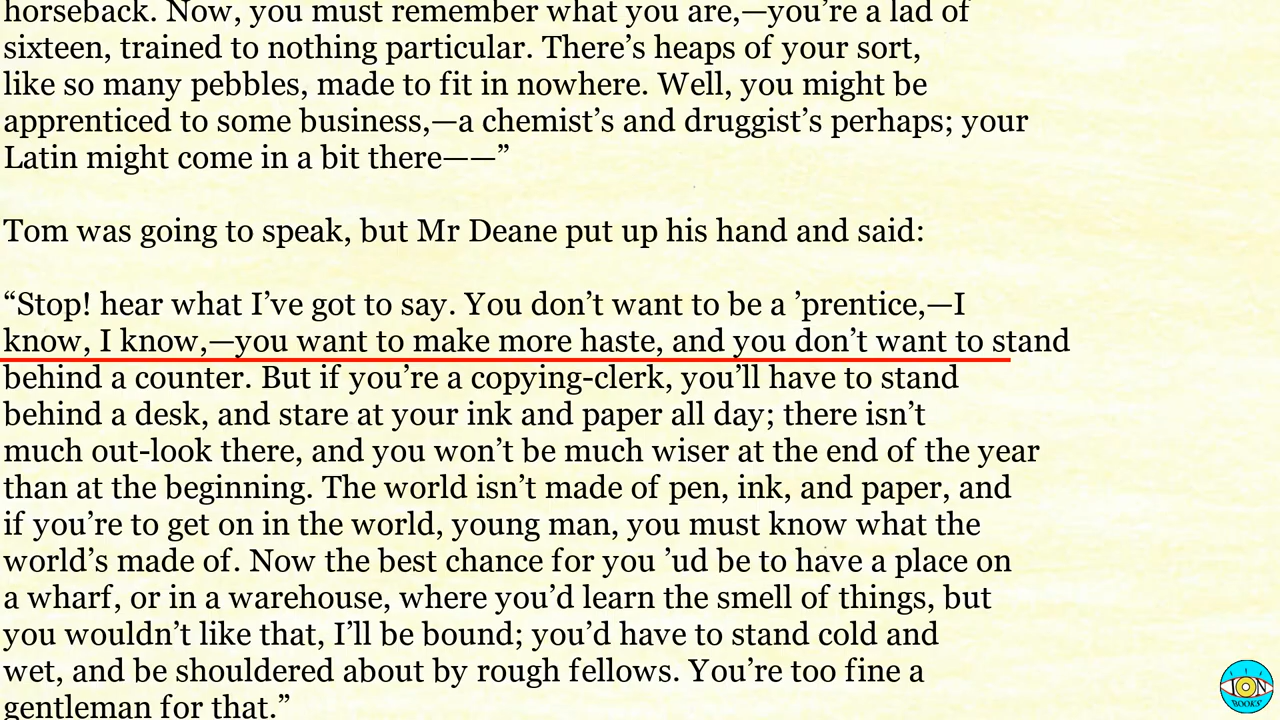 horseback. Now, you must remember what you are,—you’re a lad of
sixteen, trained to nothing particular. There’s heaps of your sort,
like so many pebbles, made to fit in nowhere. Well, you might be
apprenticed to some business,—a chemist’s and druggist’s perhaps; your
Latin might come in a bit there——”
Tom was going to speak, but Mr Deane put up his hand and said:
“Stop! hear what I’ve got to say. You don’t want to be a ’prentice,—I
know, I know,—you want to make more haste, and you don’t want to stand
behind a counter. But if you’re a copying-clerk, you’ll have to stand
behind a desk, and stare at your ink and paper all day; there isn’t
much out-look there, and you won’t be much wiser at the end of the year
than at the beginning. The world isn’t made of pen, ink, and paper, and
if you’re to get on in the world, young man, you must know what the
world’s made of. Now the best chance for you ’ud be to have a place on
a wharf, or in a warehouse, where you’d learn the smell of things, but
you wouldn’t like that, I’ll be bound; you’d have to stand cold and
wet, and be shouldered about by rough fellows. You’re too fine a
gentleman for that.”
ION
BOOKS